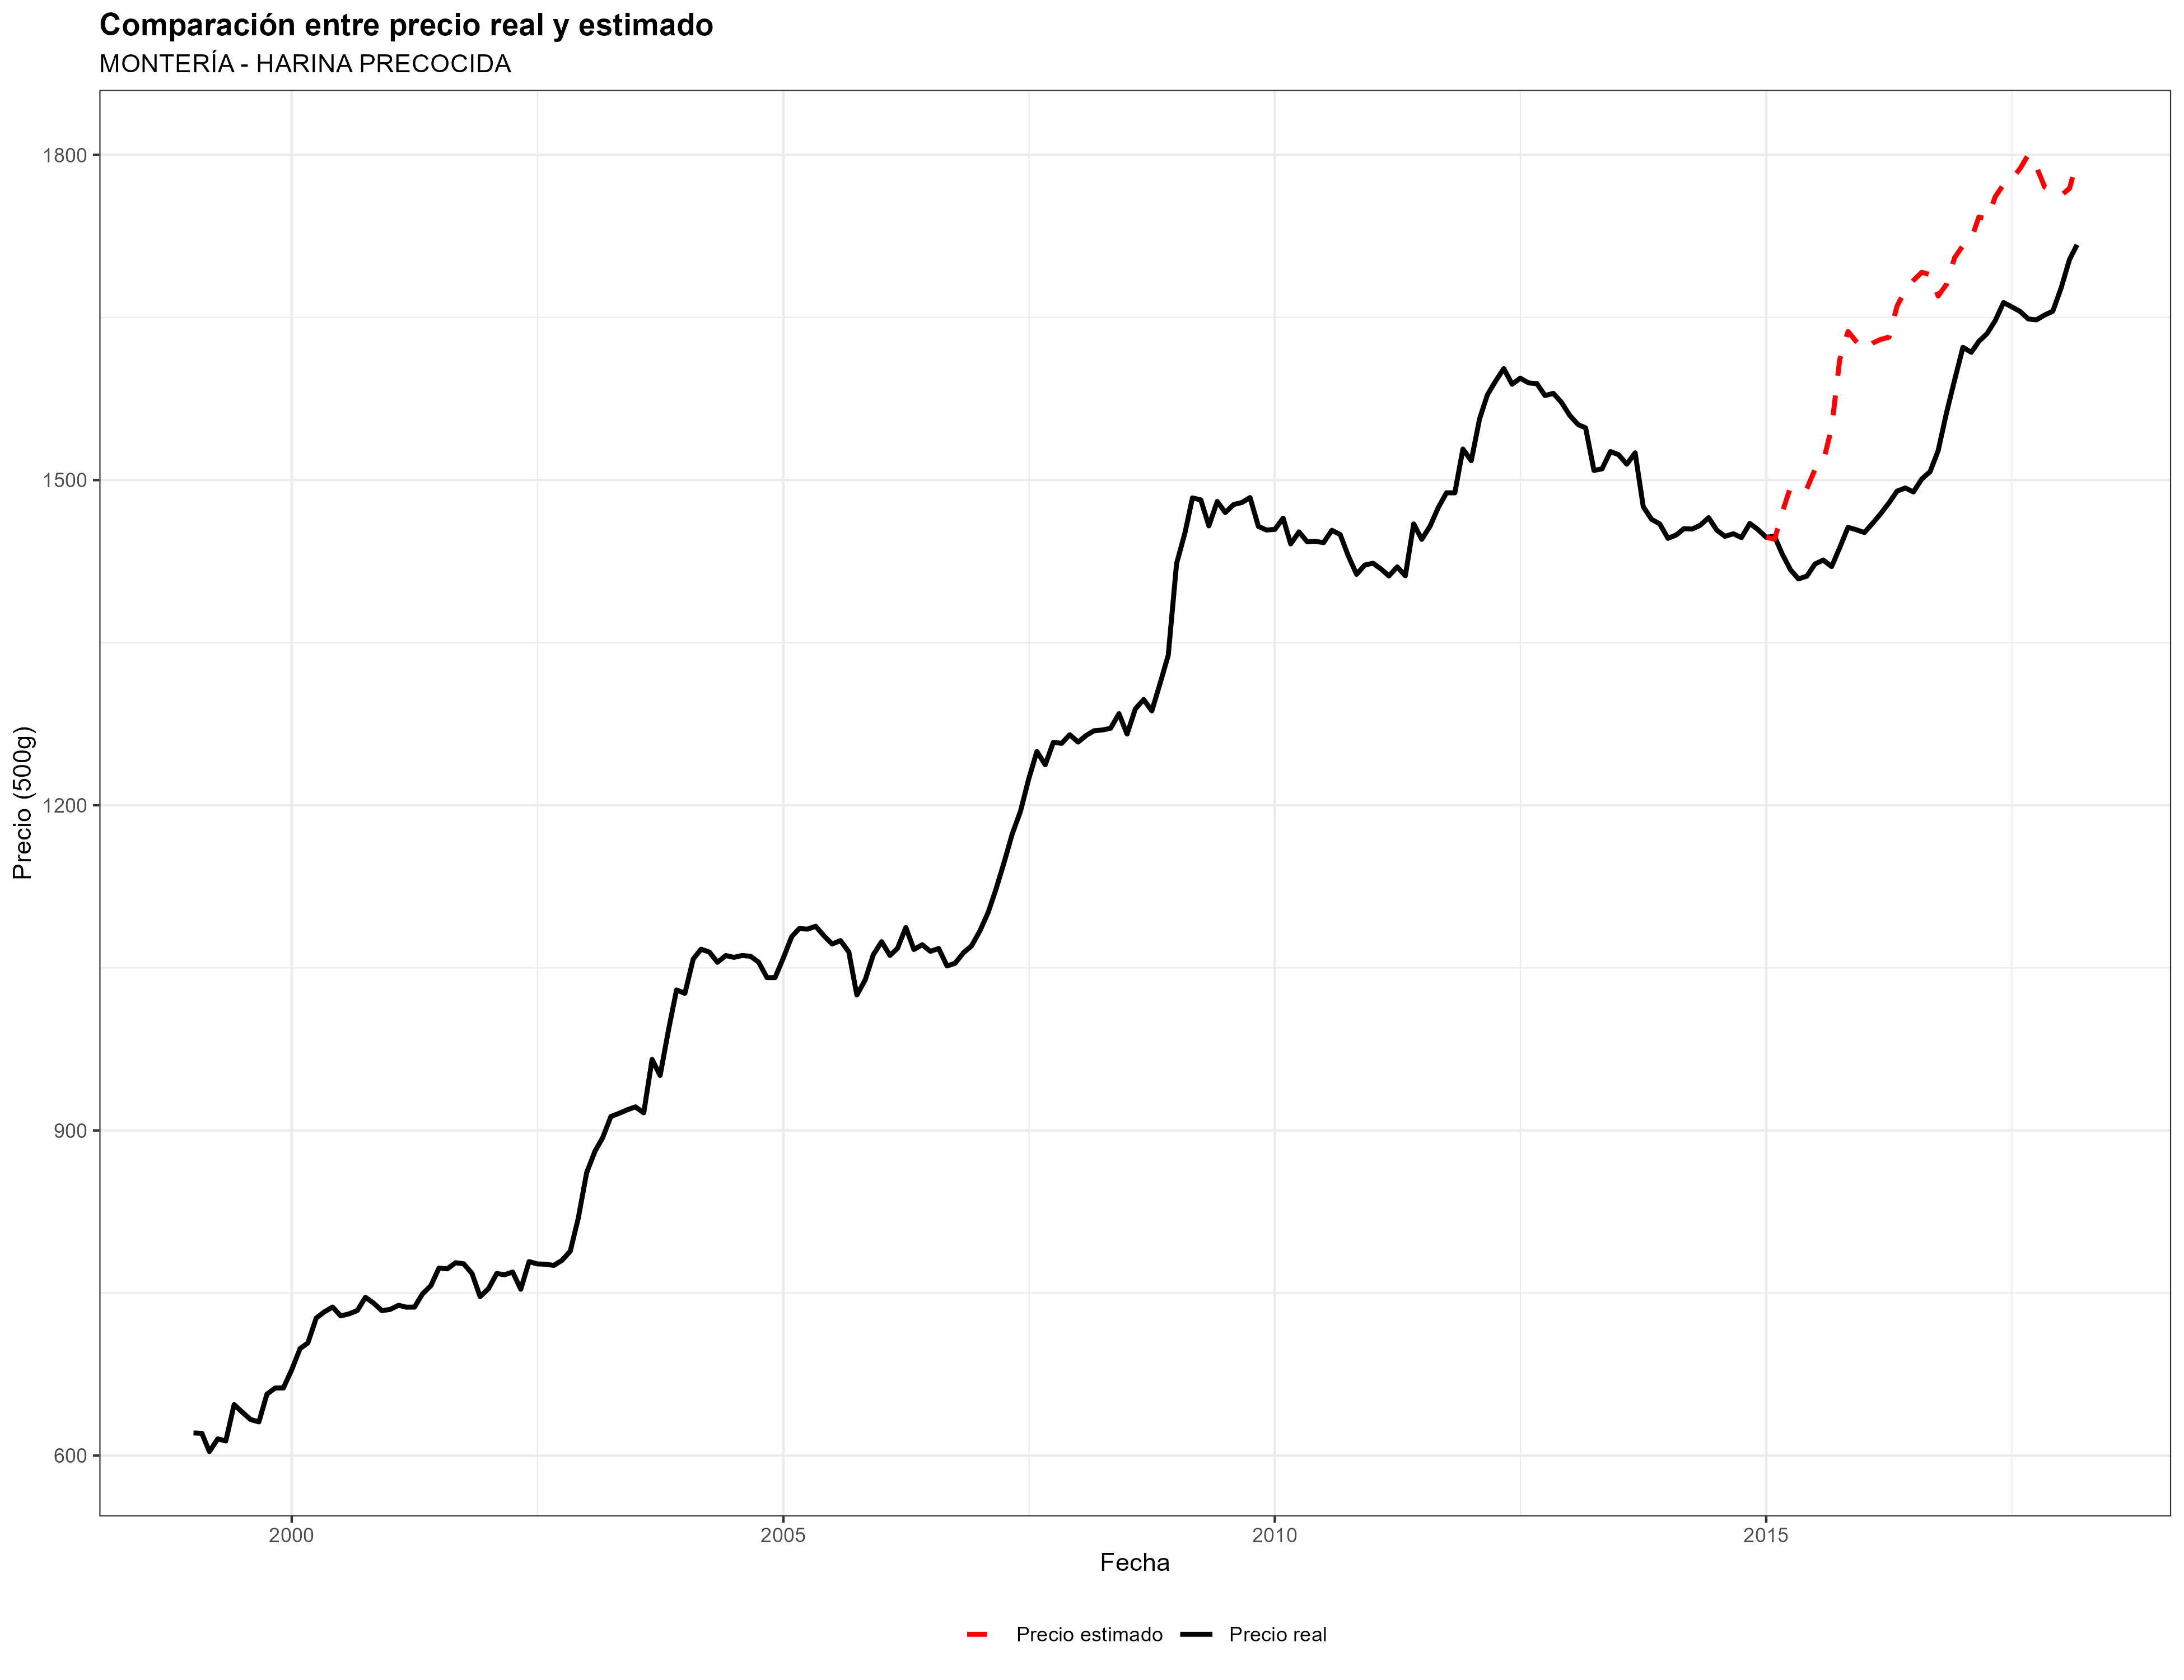 Comparación entre precio real y estimado
MONTERÍA - HARINA PRECOCIDA
Precio (500g)
1800
1500
1200
900
600
2000
2005
2010
2015
Fecha
Precio estimado
Precio real